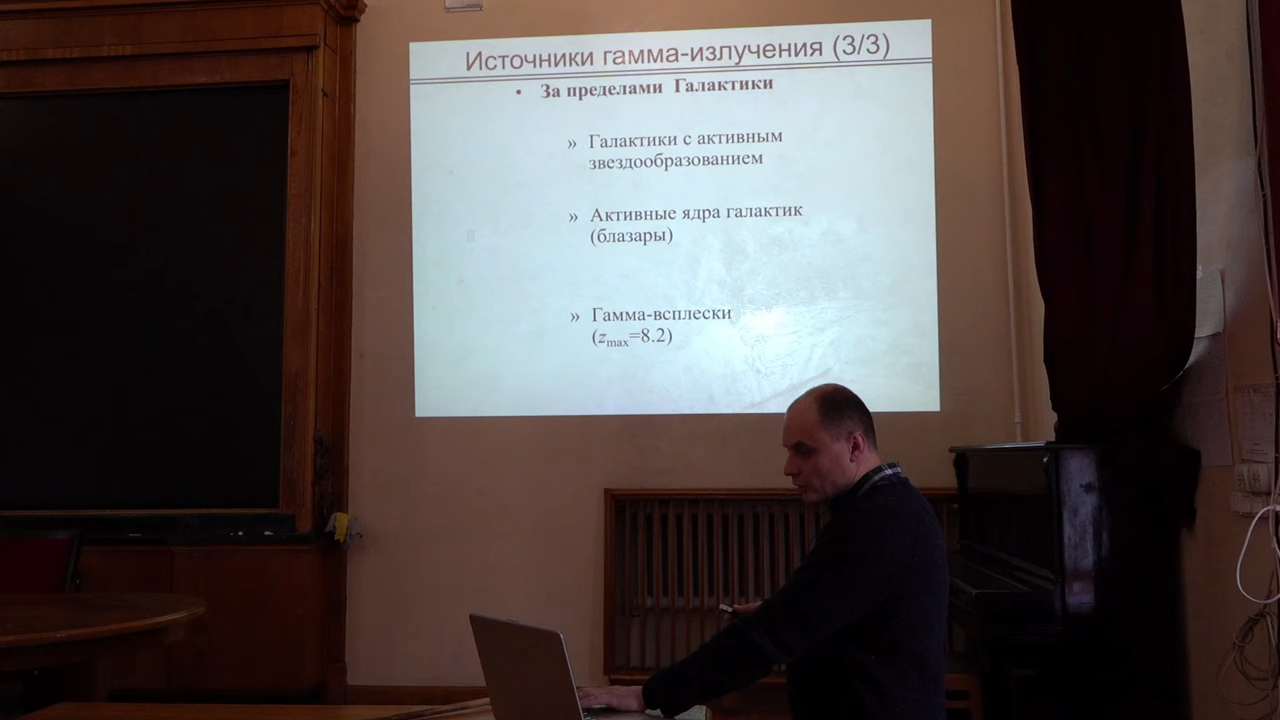 Источники гамма-излучения (3/3)
• За пределами Галактики
» Галактики с активным
звездообразованием
» Активные ядра галактик
(блазары)
» Гамма-всплески
(zmax=8.2)